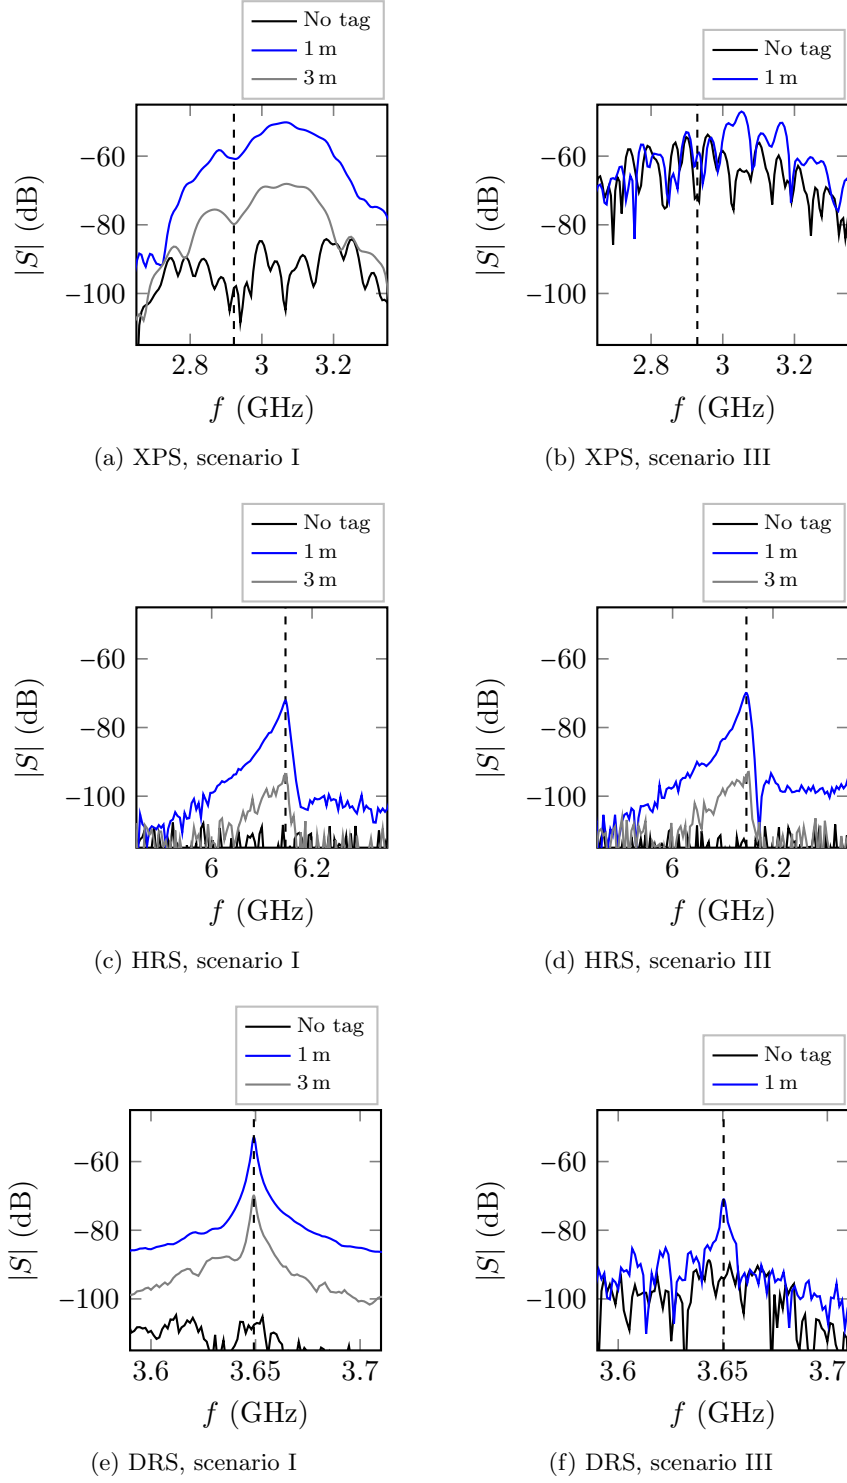 No tag
1 m
3 m
|S| (dB)
−60
−80
−100
2.8 3 3.2
f (GHz)
(a) XPS, scenario I
No tag
1 m
|S| (dB)
−60
−80
−100
2.8 3 3.2
f (GHz)
(b) XPS, scenario III
No tag
1 m
3 m
|S| (dB)
−60
−80
−100
6 6.2
f (GHz)
(c) HRS, scenario I
No tag
1 m
3 m
|S| (dB)
−60
−80
−100
6 6.2
f (GHz)
(d) HRS, scenario III
No tag
1 m
3 m
|S| (dB)
−60
−80
−100
3.6 3.65 3.7
f (GHz)
(e) DRS, scenario I
No tag
1 m
|S| (dB)
−60
−80
−100
3.6 3.65 3.7
f (GHz)
(f) DRS, scenario III